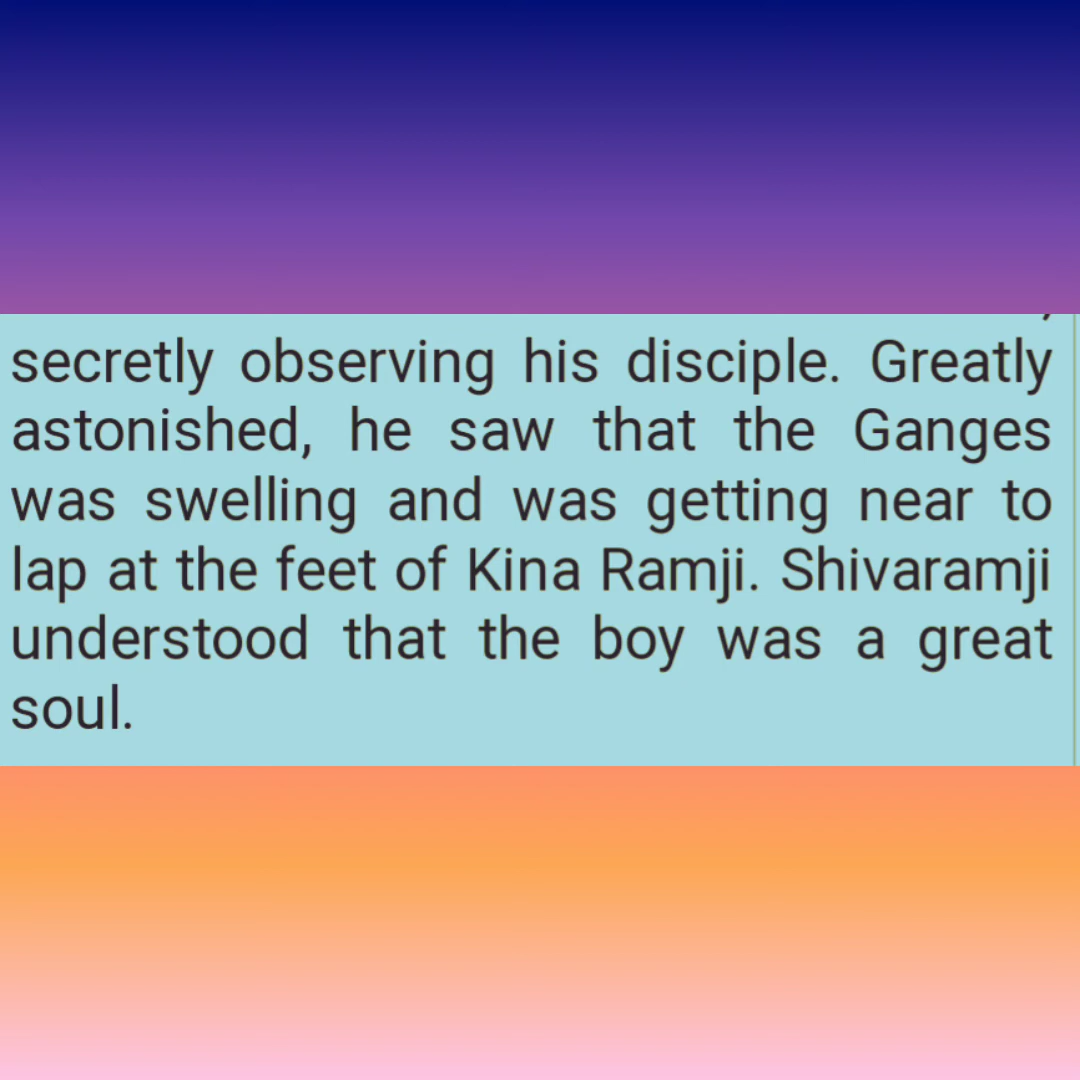 secretly observing his disciple. Greatly
astonished, he saw that the Ganges
was swelling and was getting near to
lap at the feet of Kina Ramji. Shivaramji
understood that the boy was a great
soul.